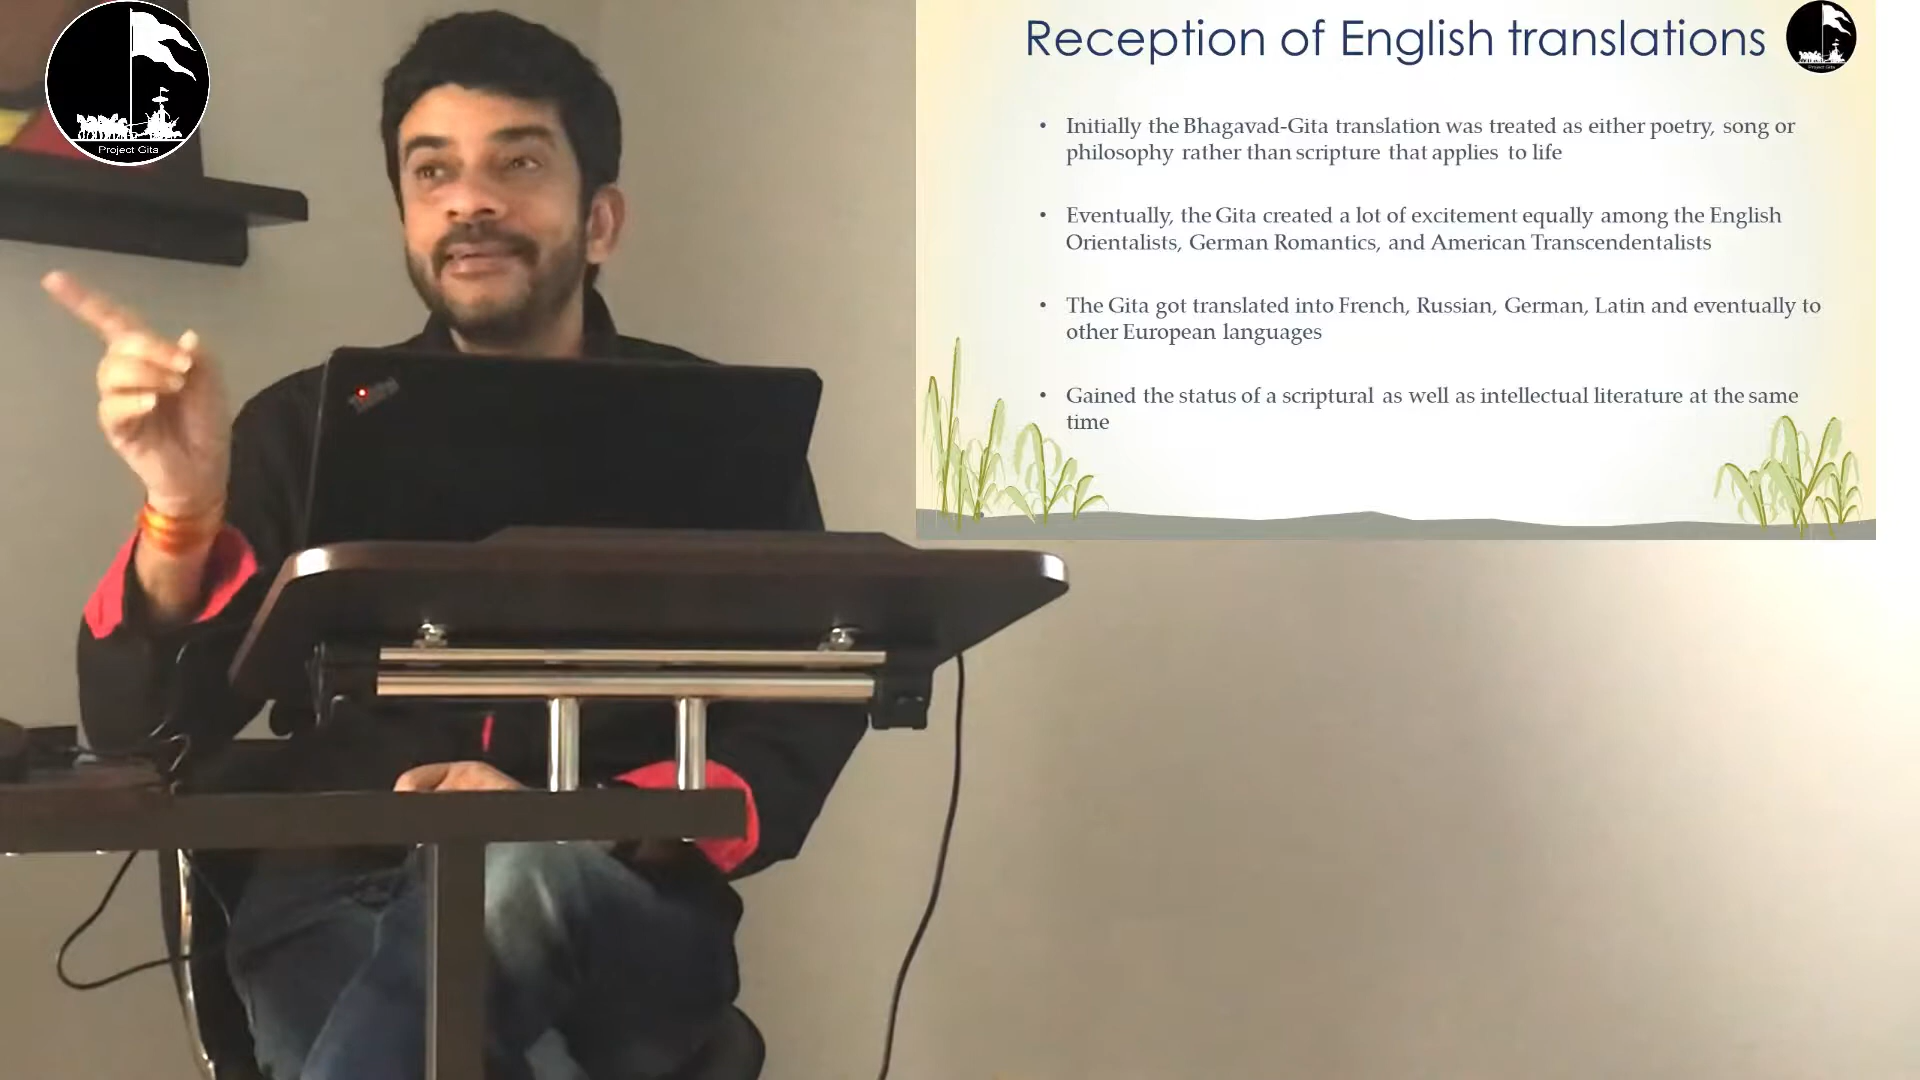 Project Gita
Reception of English translations
Project Gita
• Initially the Bhagavad-Gita translation was treated as either poetry, song or
philosophy rather than scripture that applies to life
• Eventually, the Gita created a lot of excitement equally among the English
Orientalists, German Romantics, and American Transcendentalists
• The Gita got translated into French, Russian, German, Latin and eventually to
other European languages
• Gained the status of a scriptural as well as intellectual literature at the same
time